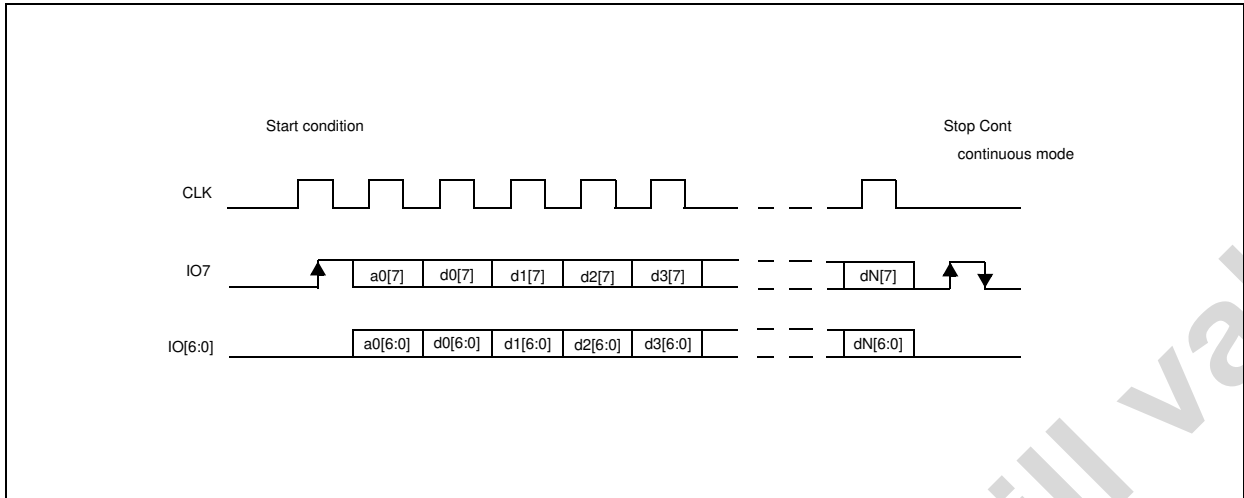 Start condition
Stop Cont
continuous mode
CLK
IO7
a0[7] d0[7] d1[7] d2[7] d3[7] dN[7]
IO[6:0]
a0[6:0] d0[6:0] d1[6:0] d2[6:0] d3[6:0] dN[6:0]
ill